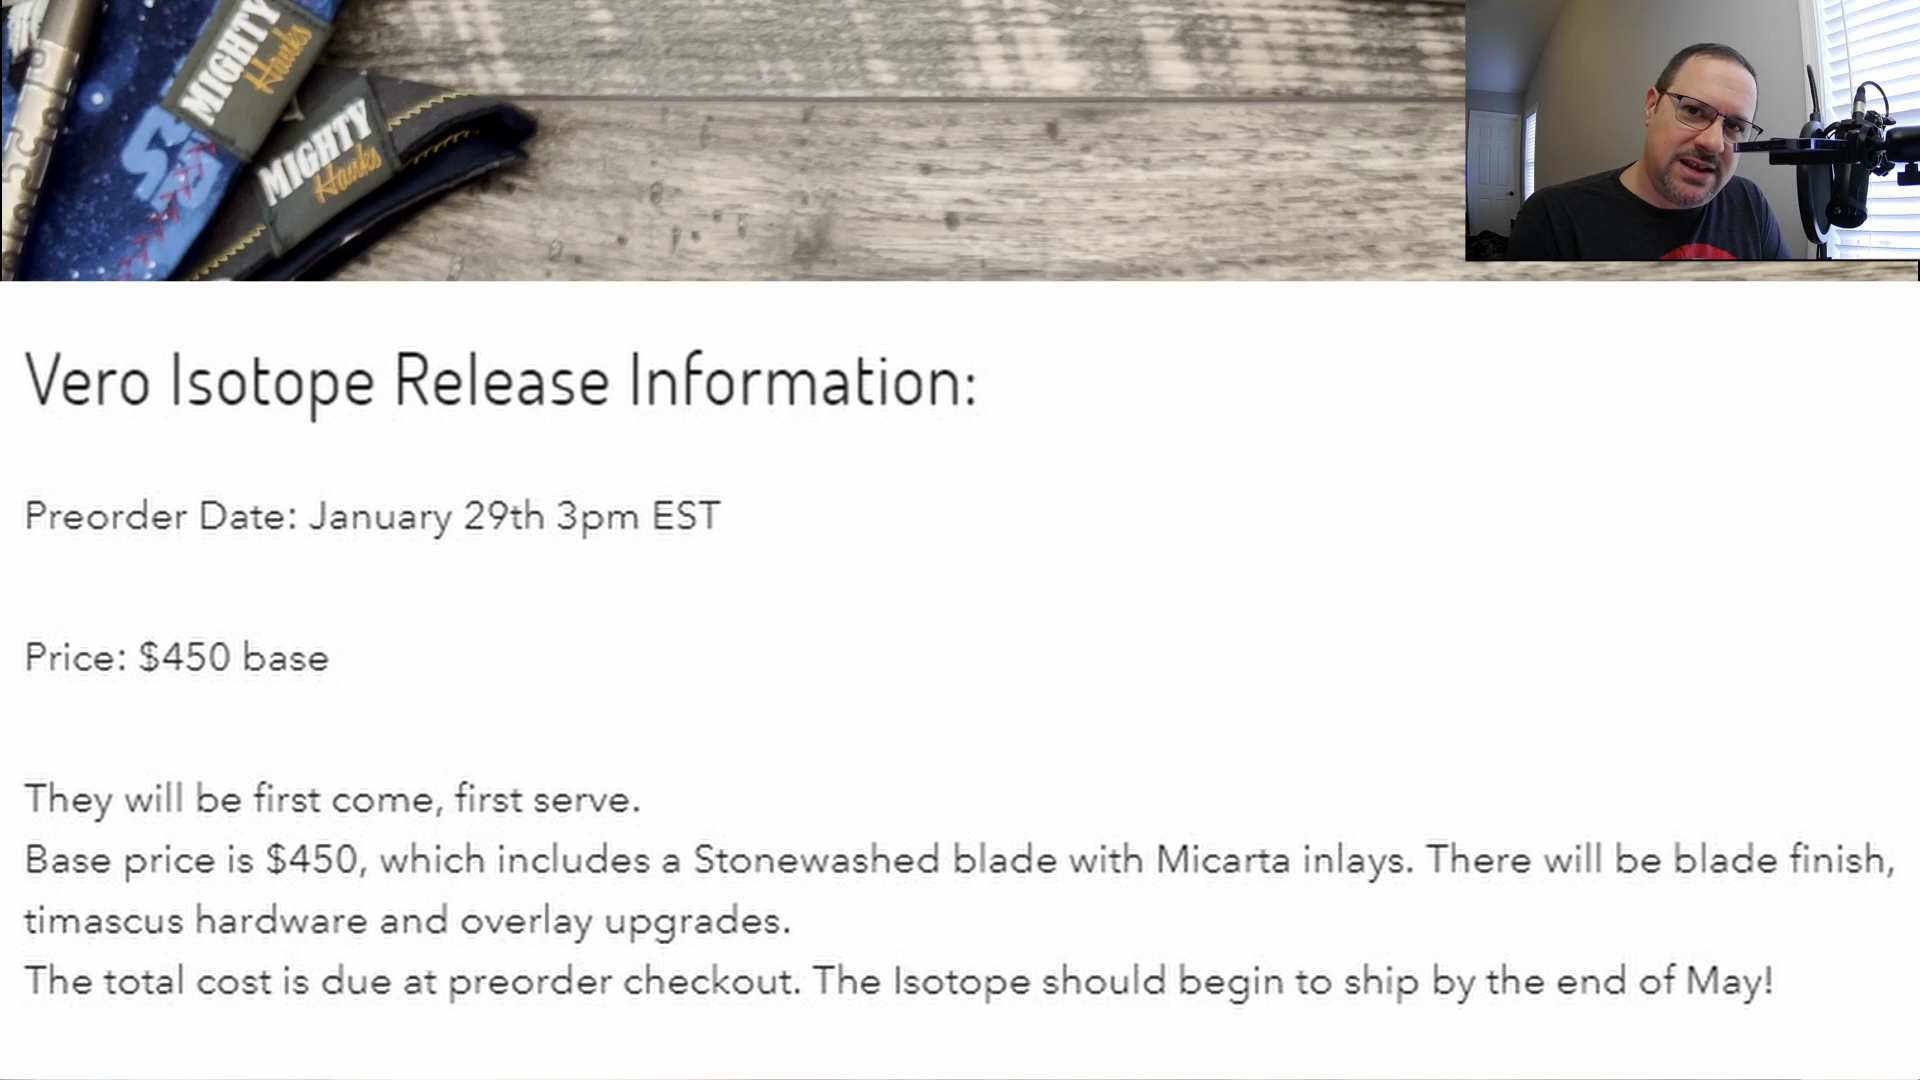 MIGHTY
Hawks
MIGHTY
Hawks
Vero Isotope Release Information:
Preorder Date: January 29th 3pm EST
Price: $450 base
They will be first come, first serve.
Base price is $450, which includes a Stonewashed blade with Micarta inlays. There will be blade finish,
timascus hardware and overlay upgrades.
The total cost is due at preorder checkout. The Isotope should begin to ship by the end of May!